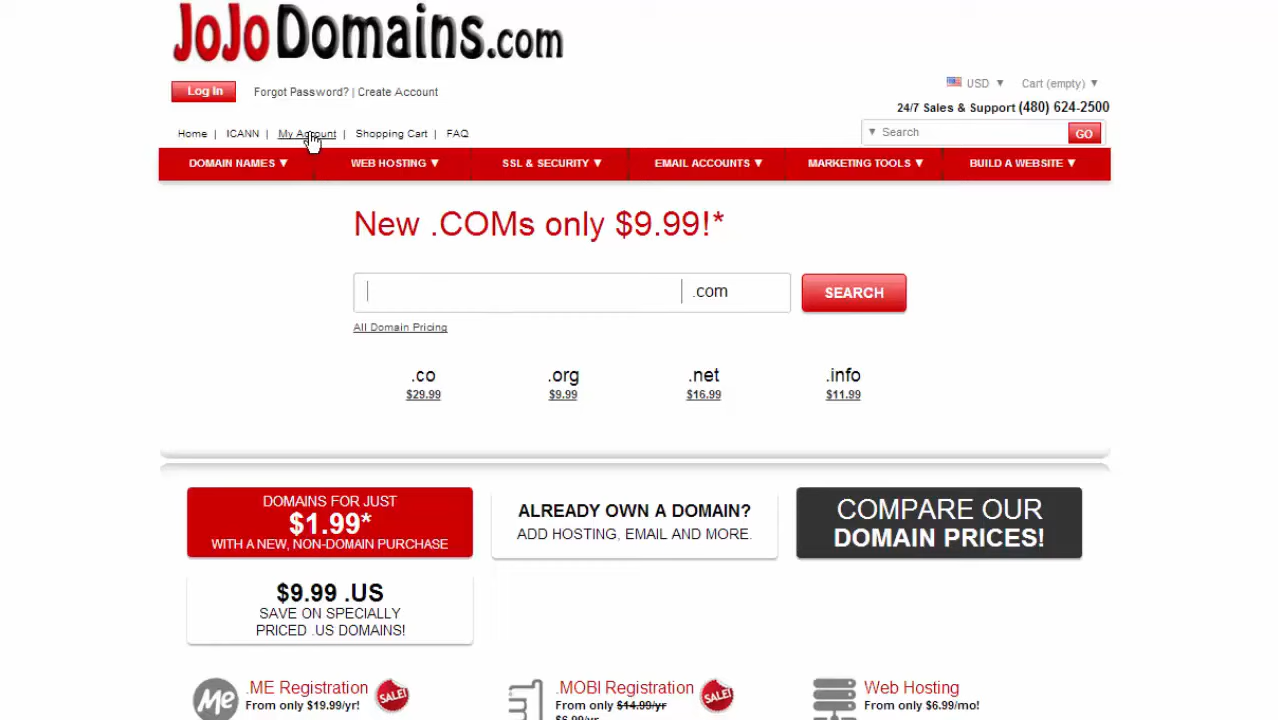 JoJoDomains.com
Log In Forgot Password? | Create Account
USD ▼ Cart (empty) ▼
24/7 Sales & Support (480) 624-2500
Home | ICANN | My Account | Shopping Cart | FAQ
▼ Search GO
DOMAIN NAMES ▼ WEB HOSTING ▼ SSL & SECURITY ▼ EMAIL ACCOUNTS ▼ MARKETING TOOLS ▼ BUILD A WEBSITE ▼
New .COMs only $9.99!*
.com SEARCH
All Domain Pricing
.co .org .net .info
$29.99 $9.99 $16.99 $11.99
DOMAINS FOR JUST
$1.99*
WITH A NEW, NON-DOMAIN PURCHASE
ALREADY OWN A DOMAIN?
ADD HOSTING, EMAIL AND MORE.
COMPARE OUR
DOMAIN PRICES!
$9.99 .US
SAVE ON SPECIALLY
PRICED .US DOMAINS!
Me .ME Registration SALE!
From only $19.99/yr!
.MOBI Registration SALE!
From only $14.99/yr
$6.99/yr
Web Hosting
From only $6.99/mo!